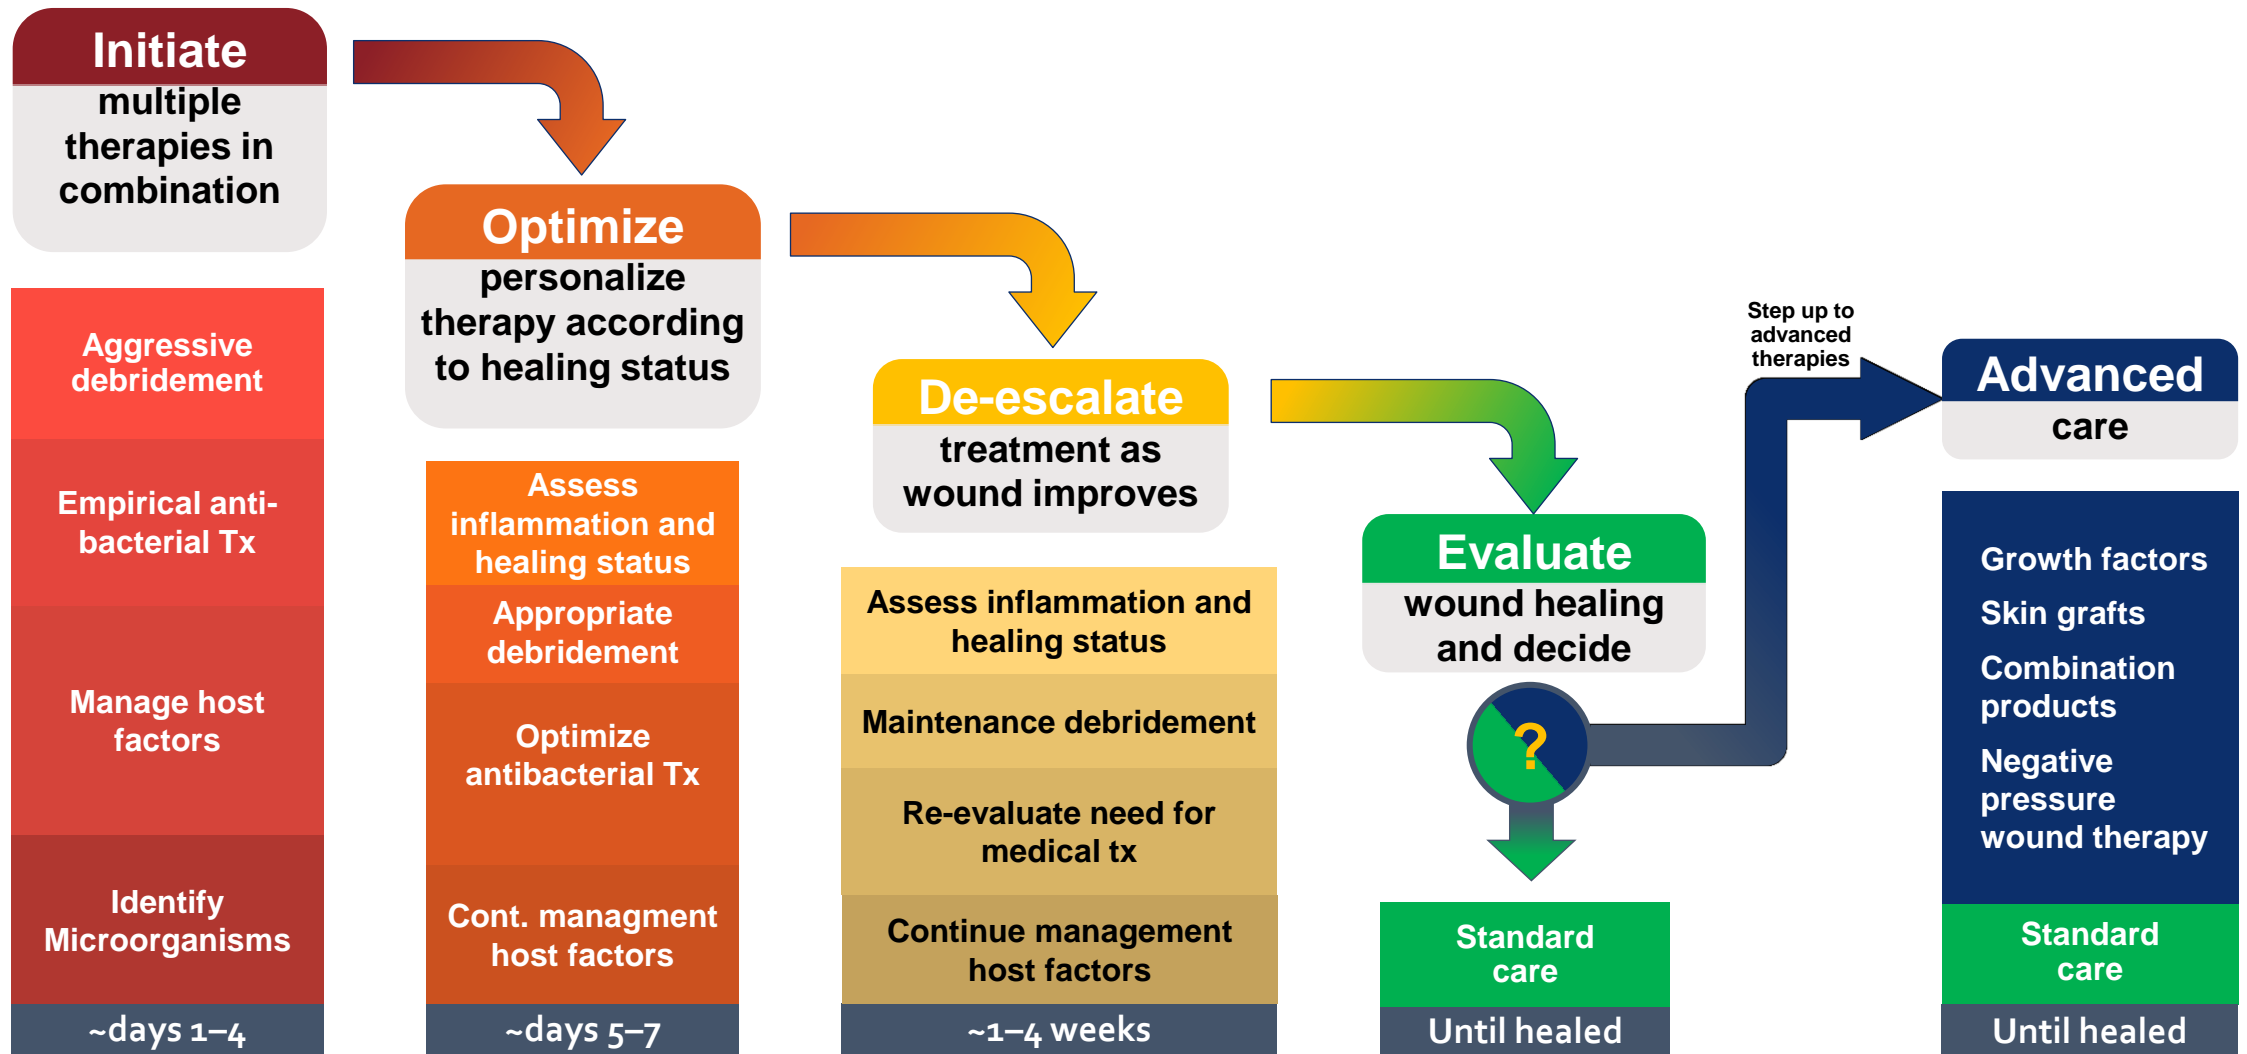 Initiate
multiple
therapies in
combination
Aggressive
debridement
Empirical anti-
bacterial Tx
Manage host
factors
Identify
Microorganisms
~days 1–4
Optimize
personalize
therapy according
to healing status
Assess
inflammation and
healing status
Appropriate
debridement
Optimize
antibacterial Tx
Cont. managment
host factors
~days 5–7
De-escalate
treatment as
wound improves
Assess inflammation and
healing status
Maintenance debridement
Re-evaluate need for
medical tx
Continue management
host factors
~1–4 weeks
Evaluate
wound healing
and decide
?
Standard
care
Until healed
Step up to
advanced
therapies
Advanced
care
Growth factors
Skin grafts
Combination
products
Negative
pressure
wound therapy
Standard
care
Until healed